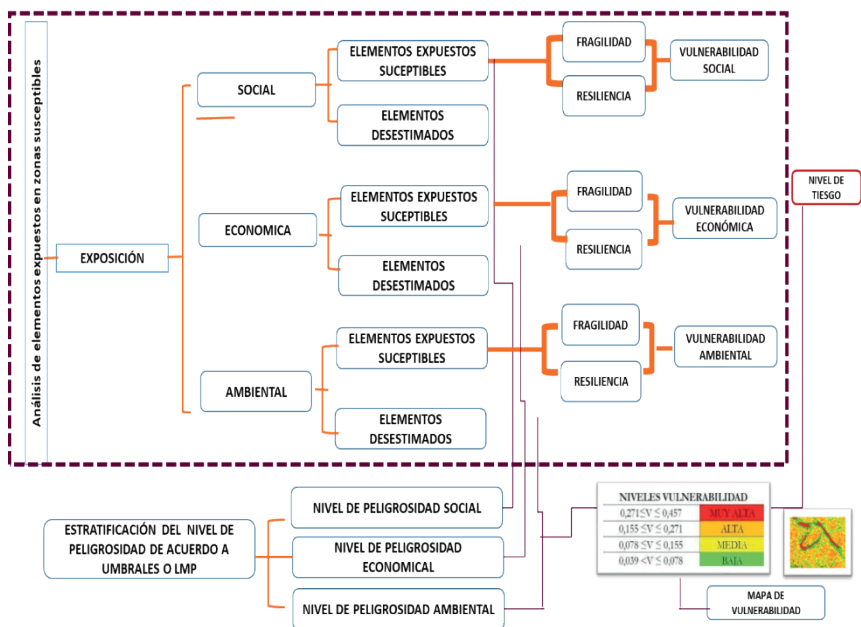 Análisis de elementos expuestos en zonas susceptibles
EXPOSICIÓN
SOCIAL
ELEMENTOS EXPUESTOS
SUCEPTIBLES
ELEMENTOS
DESESTIMADOS
FRAGILIDAD
RESILIENCIA
VULNERABILIDAD
SOCIAL
ECONOMICA
ELEMENTOS EXPUESTOS
SUCEPTIBLES
ELEMENTOS
DESESTIMADOS
FRAGILIDAD
RESILIENCIA
VULNERABILIDAD
ECONÓMICA
AMBIENTAL
ELEMENTOS EXPUESTOS
SUCEPTIBLES
ELEMENTOS
DESESTIMADOS
FRAGILIDAD
RESILIENCIA
VULNERABILIDAD
AMBIENTAL
NIVEL DE
TIESGO
ESTRATIFICACIÓN DEL NIVEL DE
PELIGROSIDAD DE ACUERDO A
UMBRALES O LMP
NIVEL DE PELIGROSIDAD SOCIAL
NIVEL DE PELIGROSIDAD
ECONOMICAL
NIVEL DE PELIGROSIDAD AMBIENTAL
NIVELES VULNERABILIDAD
0,271≤V ≤ 0,457 MUY ALTA
0,155 ≤V ≤ 0,271 ALTA
0,078 ≤V ≤ 0,155 MEDIA
0,039 <V ≤ 0,078 BAJA
MAPA DE
VULNERABILIDAD